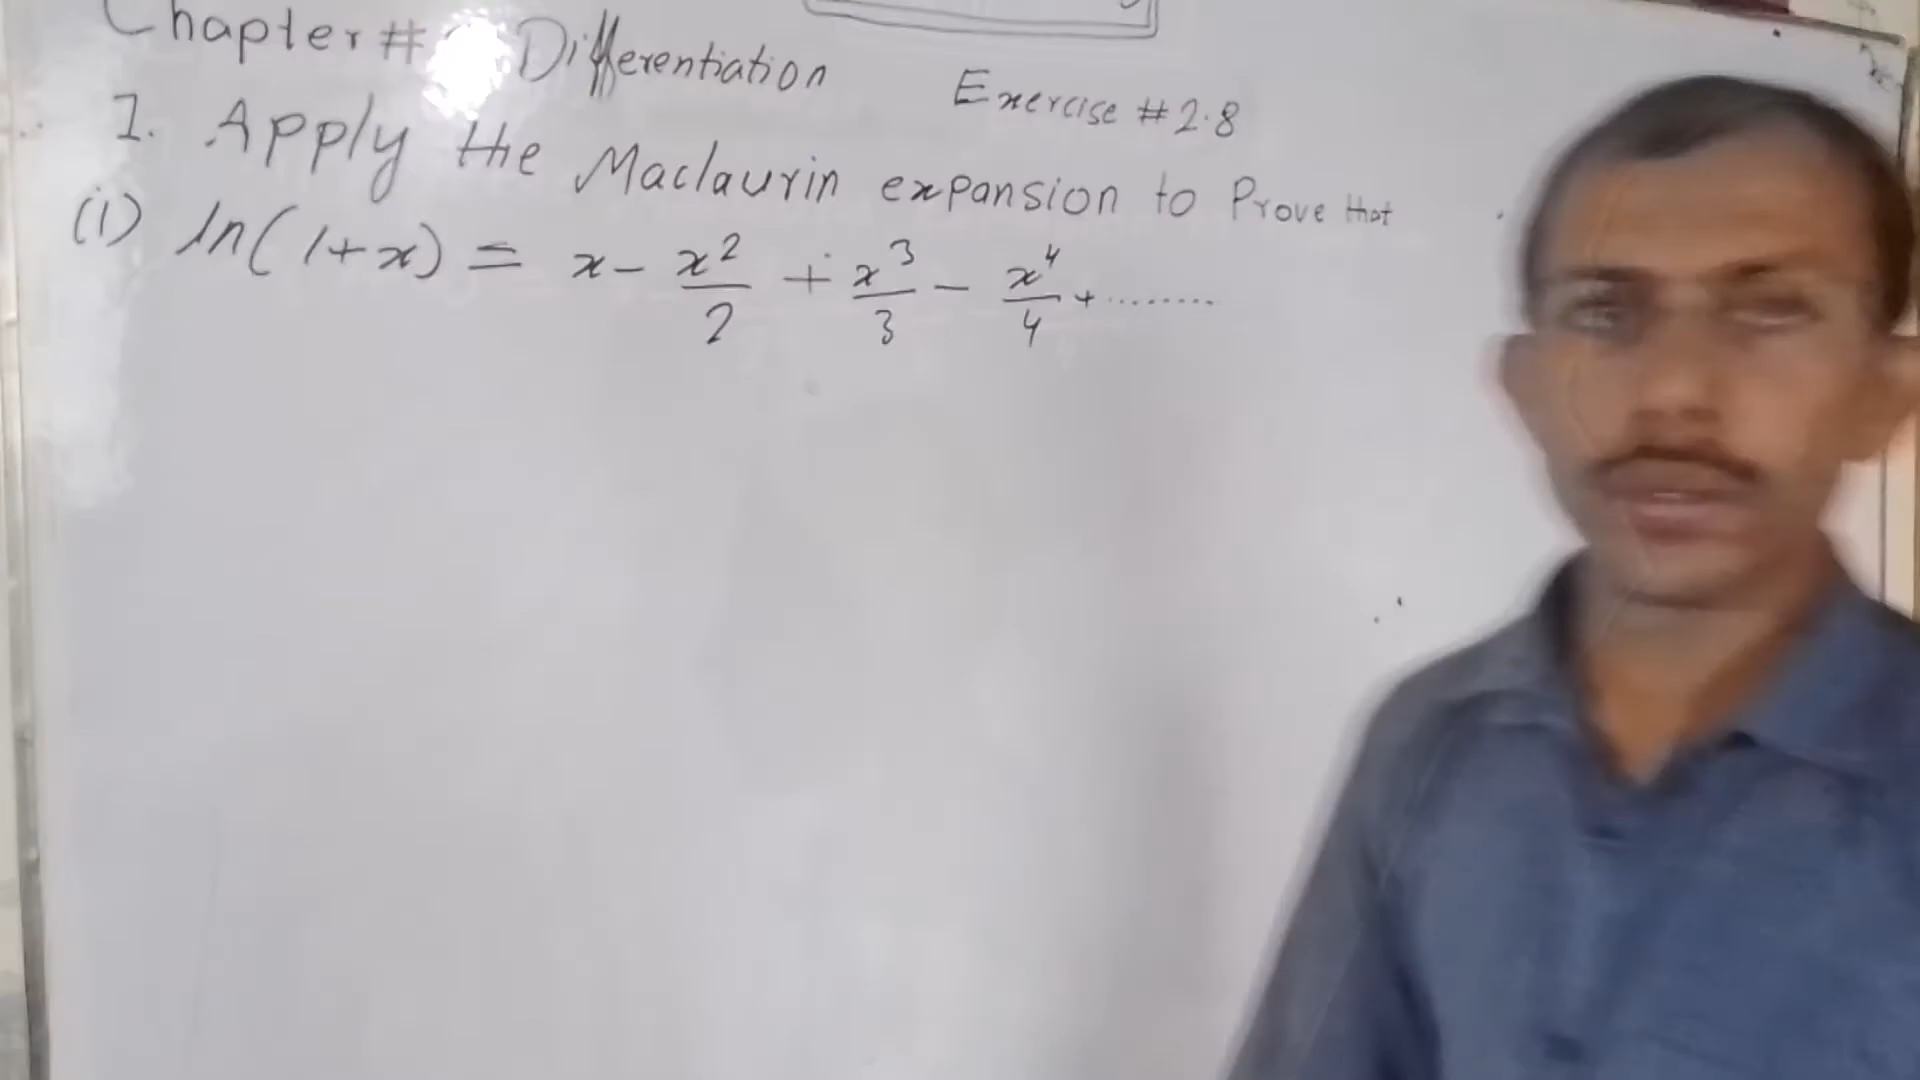 Chapter # Differentiation Exercise #2.8
1. Apply the Maclaurin expansion to Prove that
(i) ln(1+x) = x - x²/2 + x³/3 - x⁴/4 + ........